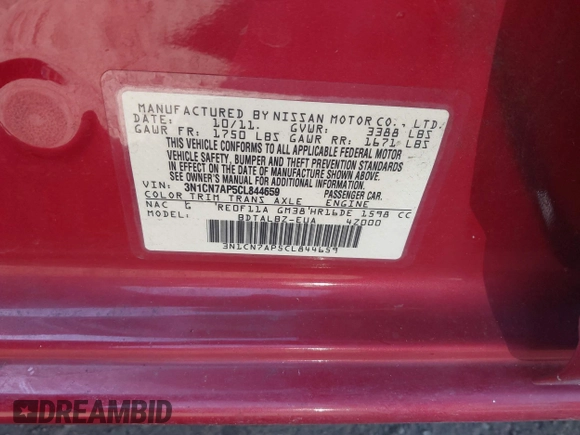 MANUFACTURED BY NISSAN MOTOR CO., LTD.
DATE: 10/11. GVWR: 3388 LBS
GAWR FR: 1750 LBS GAWR RR: 1671 LBS
THIS VEHICLE CONFORMS TO ALL APPLICABLE FEDERAL MOTOR
VEHICLE SAFETY, BUMPER AND THEFT PREVENTION STANDARDS
IN EFFECT ON THE DATE OF MANUFACTURE SHOWN ABOVE.
SEE OWNER'S MANUAL FOR ADDITIONAL INFORMATION.
VIN: 3N1CN7AP5CL844659 PASSENGER CAR
COLOR TRIM TRANS AXLE ENGINE
NAC G RE0F11A GM38 HR16DE 1598 CC
MODEL: BDTALBZ-EUA 42000
3N1CN7AP5CL844659
DREAMBID